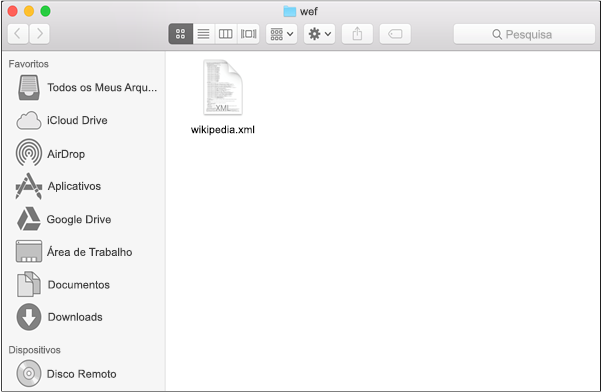 wef
Pesquisa
Favoritos
Todos os Meus Arqu...
iCloud Drive
AirDrop
Aplicativos
Google Drive
Área de Trabalho
Documentos
Downloads
Dispositivos
Disco Remoto
XML
wikipedia.xml